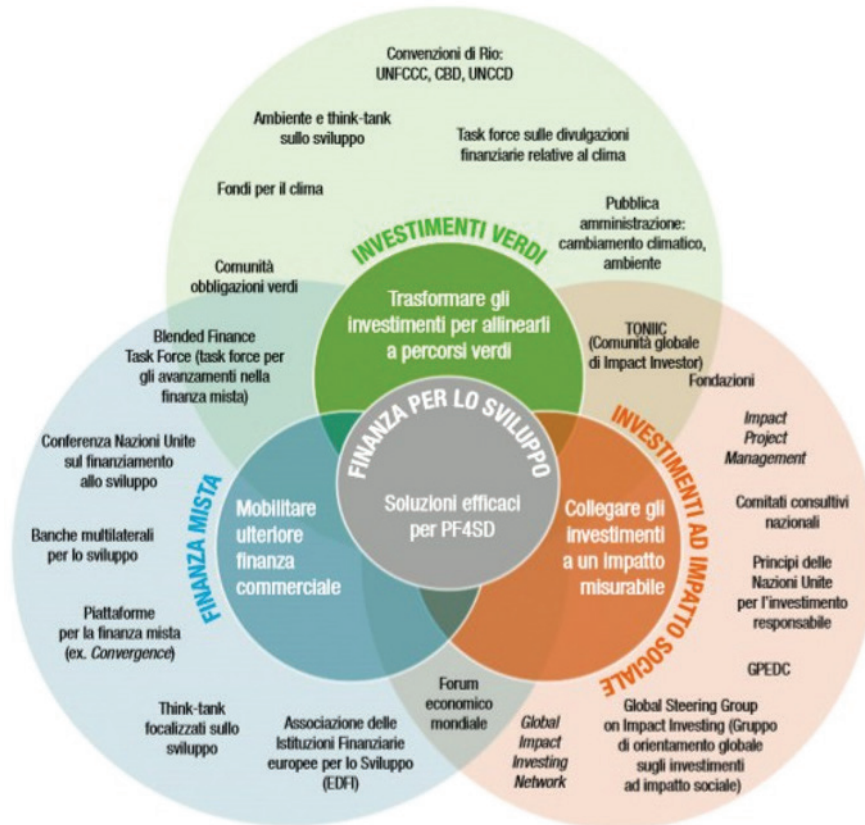 Convenzioni di Rio:
UNFCCC, CBD, UNCCD
Ambiente e think-tank
sullo sviluppo
Task force sulle divulgazioni
finanziarie relative al clima
Fondi per il clima
Pubblica
amministrazione:
cambiamento climatico,
ambiente
INVESTIMENTI VERDI
Comunità
obbligazioni verdi
Trasformare gli
investimenti per allinearli
a percorsi verdi
Blended Finance
Task Force (task force per
gli avanzamenti nella
finanza mista)
TONIIC
(Comunità globale
di Impact Investor)
Fondazioni
FINANZA PER LO SVILUPPO
Soluzioni efficaci
per PF4SD
INVESTIMENTI AD IMPATTO SOCIALE
Impact
Project
Management
Conferenza Nazioni Unite
sul finanziamento
allo sviluppo
FINANZA MISTA
Mobilitare
ulteriore
finanza
commerciale
Collegare gli
investimenti
a un impatto
misurabile
Comitati consultivi
nazionali
Banche multilaterali
per lo sviluppo
Principi delle
Nazioni Unite
per l'investimento
responsabile
Piattaforme
per la finanza mista
(ex. Convergence)
GPEDC
Think-tank
focalizzati sullo
sviluppo
Associazione delle
Istituzioni Finanziarie
europee per lo Sviluppo
(EDFI)
Forum
economico
mondiale
Global
Impact
Investing
Network
Global Steering Group
on Impact Investing (Gruppo
di orientamento globale
sugli investimenti
ad impatto sociale)